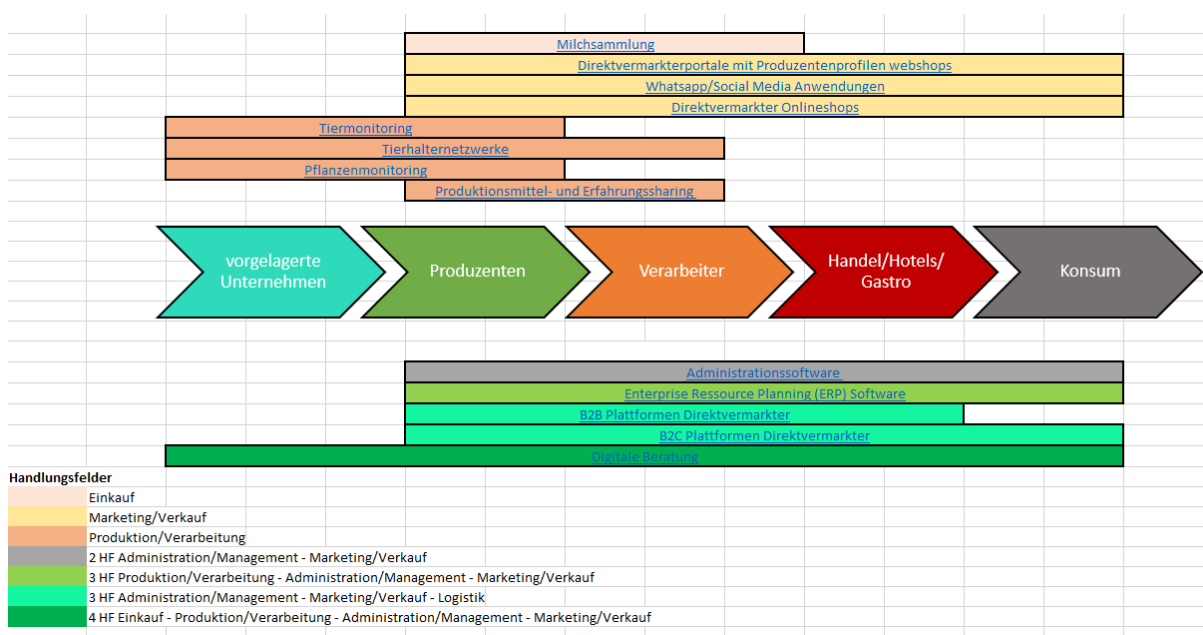 Milchsammlung
Direktvermarkterportale mit Produzentenprofilen webshops
Whatsapp/Social Media Anwendungen
Direktvermarkter Onlineshops
Tiermonitoring
Tierhalternetzwerke
Pflanzenmonitoring
Produktionsmittel- und Erfahrungssharing
vorgelagerte
Unternehmen
Produzenten
Verarbeiter
Handel/Hotels/
Gastro
Konsum
Administrationssoftware
Enterprise Ressource Planning (ERP) Software
B2B Plattformen Direktvermarkter
B2C Plattformen Direktvermarkter
Digitale Beratung
Handlungsfelder
Einkauf
Marketing/Verkauf
Produktion/Verarbeitung
2 HF Administration/Management - Marketing/Verkauf
3 HF Produktion/Verarbeitung - Administration/Management - Marketing/Verkauf
3 HF Administration/Management - Marketing/Verkauf - Logistik
4 HF Einkauf - Produktion/Verarbeitung - Administration/Management - Marketing/Verkauf